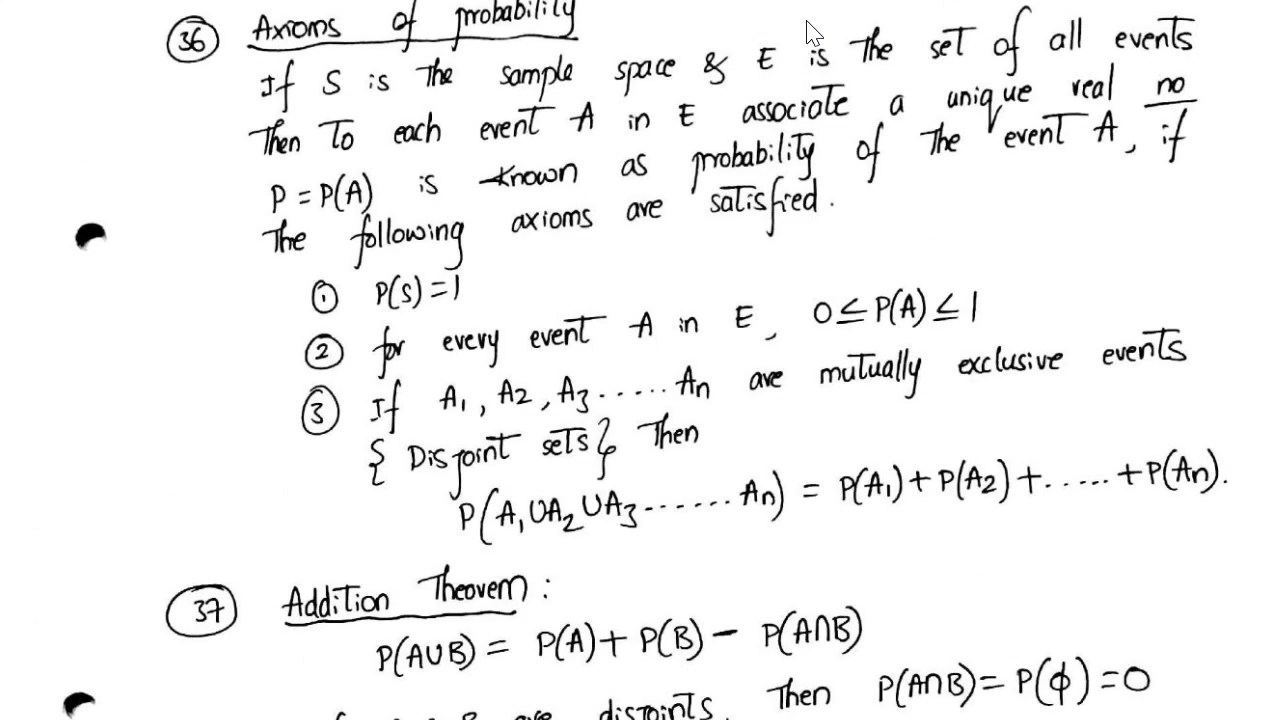 36 Axioms of probability
If S is the sample space & E is the set of all events
Then to each event A in E associate a unique real no
P = P(A) is known as probability of the event A, if
the following axioms are satisfied.
1 P(S) = 1
2 for every event A in E, 0 ≤ P(A) ≤ 1
3 If A1, A2, A3 ...... An are mutually exclusive events
{ Disjoint sets } Then
P(A1 ∪ A2 ∪ A3 ....... An) = P(A1) + P(A2) + ..... + P(An).
37 Addition Theorem :
P(A∪B) = P(A) + P(B) − P(A∩B)
are disjoints, Then P(A∩B) = P(ϕ) = 0